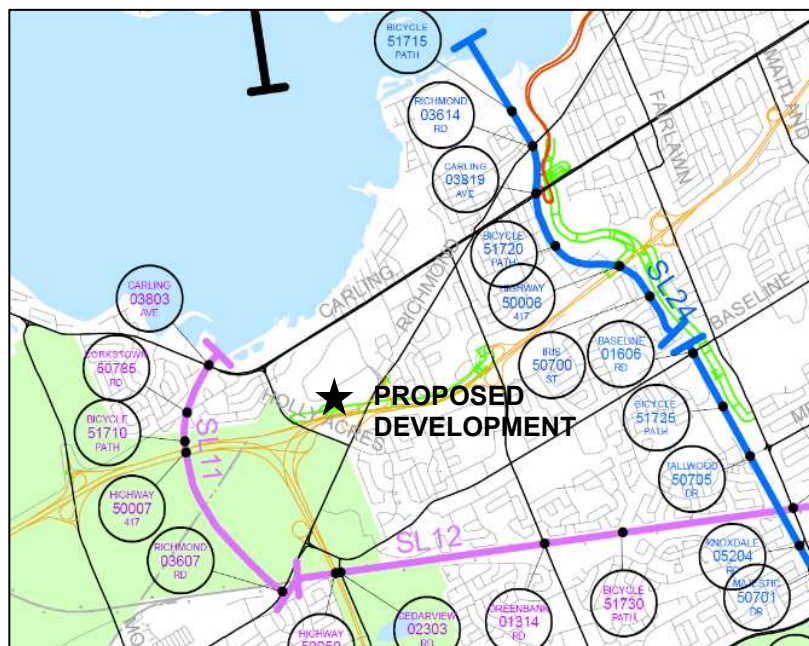 BICYCLE
51715
PATH
RICHMOND
03614
RD
CARLING
03819
AVE
BICYCLE
51720
PATH
HIGHWAY
50006
417
IRIS
50700
ST
BASELINE
01606
RD
BICYCLE
51725
PATH
TALLWOOD
50705
DR
KNOXDALE
05204
RD
MAJESTIC
50701
DR
CARLING
03803
AVE
CORKSTOWN
50785
RD
BICYCLE
51710
PATH
HIGHWAY
50007
417
RICHMOND
03607
RD
HIGHWAY
CEDARVIEW
02303
RD
GREENBANK
01314
RD
BICYCLE
51730
PATH
MAITLAND
FAIRLAWN
SL24
BASELINE
CARLING
RICHMOND
HOLLY ACRES
SL11
SL12
PROPOSED
DEVELOPMENT